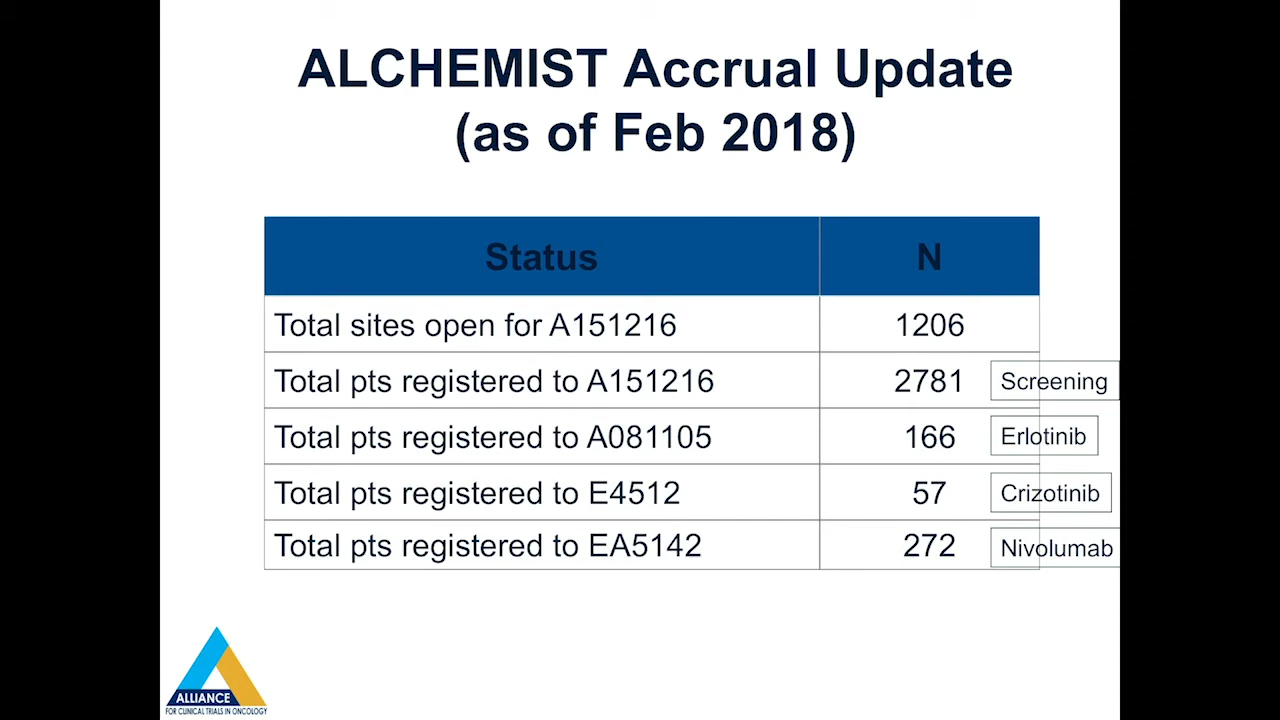 ALCHEMIST Accrual Update
(as of Feb 2018)
Status N
Total sites open for A151216 1206
Total pts registered to A151216 2781 Screening
Total pts registered to A081105 166 Erlotinib
Total pts registered to E4512 57 Crizotinib
Total pts registered to EA5142 272 Nivolumab
ALLIANCE
FOR CLINICAL TRIALS IN ONCOLOGY